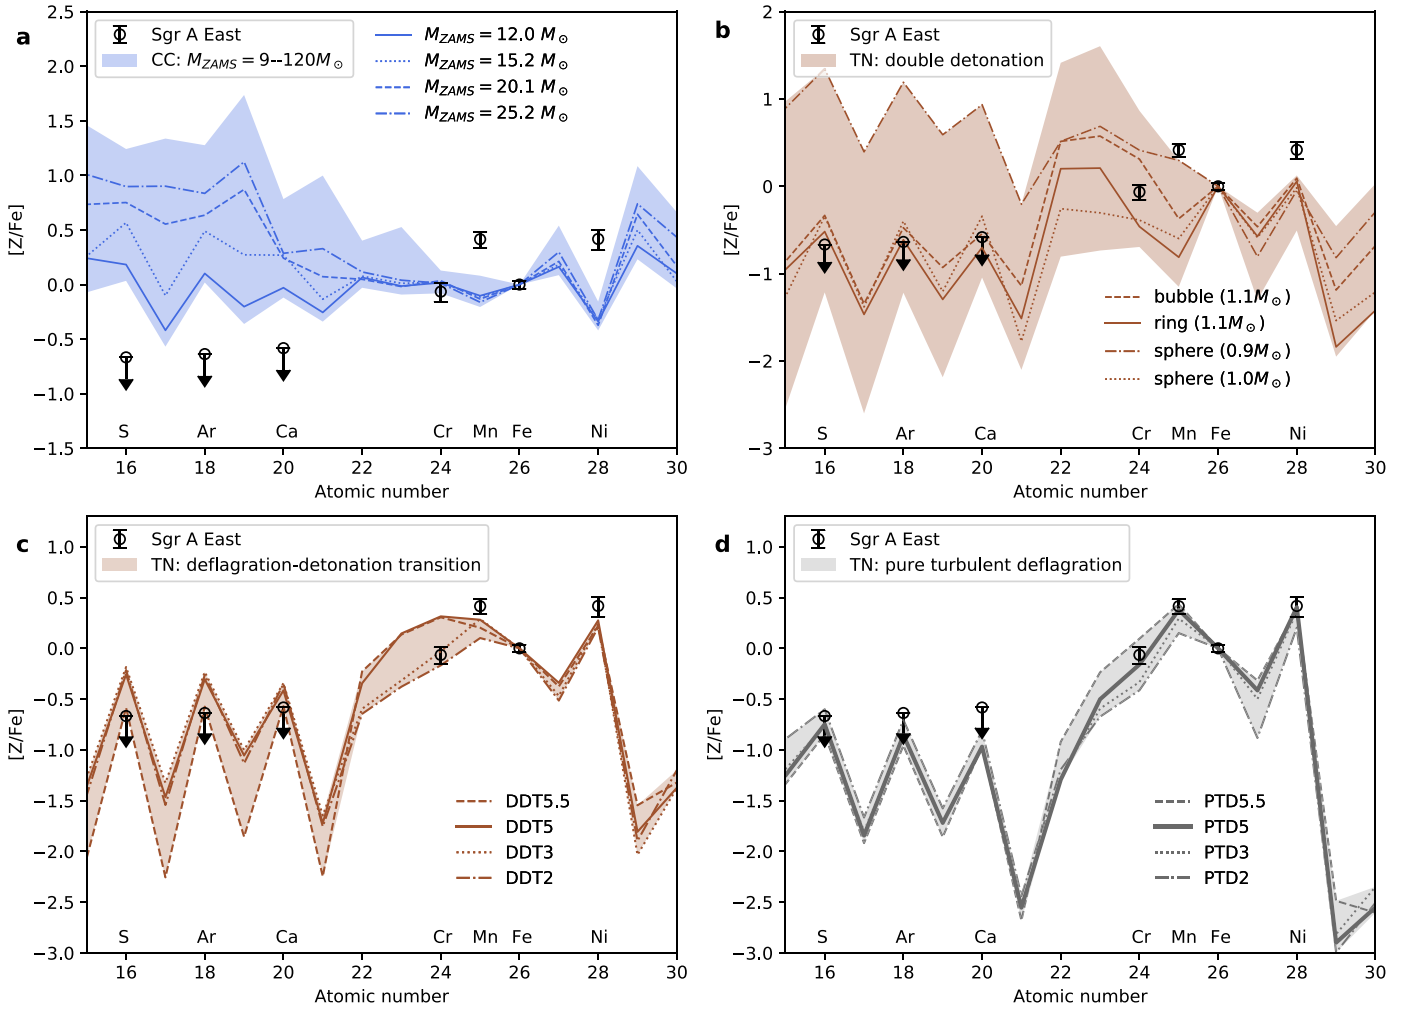 a
Sgr A East
CC: M_ZAMS = 9--120M⊙
M_ZAMS = 12.0 M⊙
M_ZAMS = 15.2 M⊙
M_ZAMS = 20.1 M⊙
M_ZAMS = 25.2 M⊙
[Z/Fe]
2.5
2.0
1.5
1.0
0.5
0.0
−0.5
−1.0
−1.5
S Ar Ca Cr Mn Fe Ni
16 18 20 22 24 26 28 30
Atomic number
b
Sgr A East
TN: double detonation
[Z/Fe]
2
1
0
−1
−2
−3
bubble (1.1M⊙)
ring (1.1M⊙)
sphere (0.9M⊙)
sphere (1.0M⊙)
S Ar Ca Cr Mn Fe Ni
16 18 20 22 24 26 28 30
Atomic number
c
Sgr A East
TN: deflagration-detonation transition
[Z/Fe]
1.0
0.5
0.0
−0.5
−1.0
−1.5
−2.0
−2.5
−3.0
DDT5.5
DDT5
DDT3
DDT2
S Ar Ca Cr Mn Fe Ni
16 18 20 22 24 26 28 30
Atomic number
d
Sgr A East
TN: pure turbulent deflagration
[Z/Fe]
1.0
0.5
0.0
−0.5
−1.0
−1.5
−2.0
−2.5
−3.0
PTD5.5
PTD5
PTD3
PTD2
S Ar Ca Cr Mn Fe Ni
16 18 20 22 24 26 28 30
Atomic number